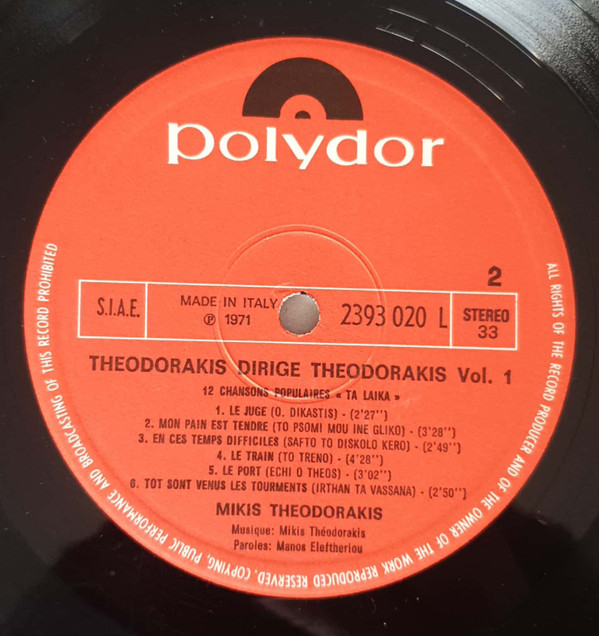 polydor
2
S.I.A.E.
MADE IN ITALY
℗ 1971
2393 020 L
STEREO
33
THEODORAKIS DIRIGE THEODORAKIS Vol. 1
12 CHANSONS POPULAIRES « TA LAIKA »
1. LE JUGE (O. DIKASTIS) - (2'27'')
2. MON PAIN EST TENDRE (TO PSOMI MOU INE GLIKO) - (3'28'')
3. EN CES TEMPS DIFFICILES (SAFTO TO DISKOLO KERO) - (2'49'')
4. LE TRAIN (TO TRENO) - (4'28'')
5. LE PORT (ECHI O THEOS) - (3'02'')
6. TOT SONT VENUS LES TOURMENTS (IRTHAN TA VASSANA) - (2'50'')
MIKIS THEODORAKIS
Musique: Mikis Théodorakis
Paroles: Manos Eleftheriou
ALL RIGHTS OF THE RECORD PRODUCER AND OF THE OWNER OF THE WORK REPRODUCED RESERVED. COPYING, PUBLIC PERFORMANCE AND BROADCASTING OF THIS RECORD PROHIBITED